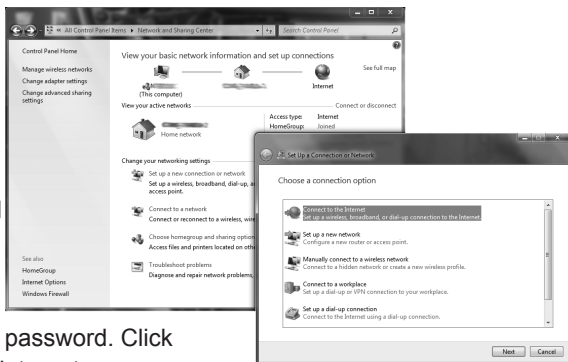 « All Control Panel Items ▸ Network and Sharing Center
Search Control Panel
Control Panel Home
Manage wireless networks
Change adapter settings
Change advanced sharing
settings
See also
HomeGroup
Internet Options
Windows Firewall
View your basic network information and set up connections
See full map
(This computer)
Internet
View your active networks
Connect or disconnect
Home network
Access type: Internet
HomeGroup: Joined
Change your networking settings
Set up a new connection or network
Set up a wireless, broadband, dial-up, a
access point.
Connect to a network
Connect or reconnect to a wireless, wire
Choose homegroup and sharing option
Access files and printers located on othe
Troubleshoot problems
Diagnose and repair network problems,
Set Up a Connection or Network
Choose a connection option
Connect to the Internet
Set up a wireless, broadband, or dial-up connection to the Internet.
Set up a new network
Configure a new router or access point.
Manually connect to a wireless network
Connect to a hidden network or create a new wireless profile.
Connect to a workplace
Set up a dial-up or VPN connection to your workplace.
Set up a dial-up connection
Connect to the Internet using a dial-up connection.
Next Cancel
password. Click